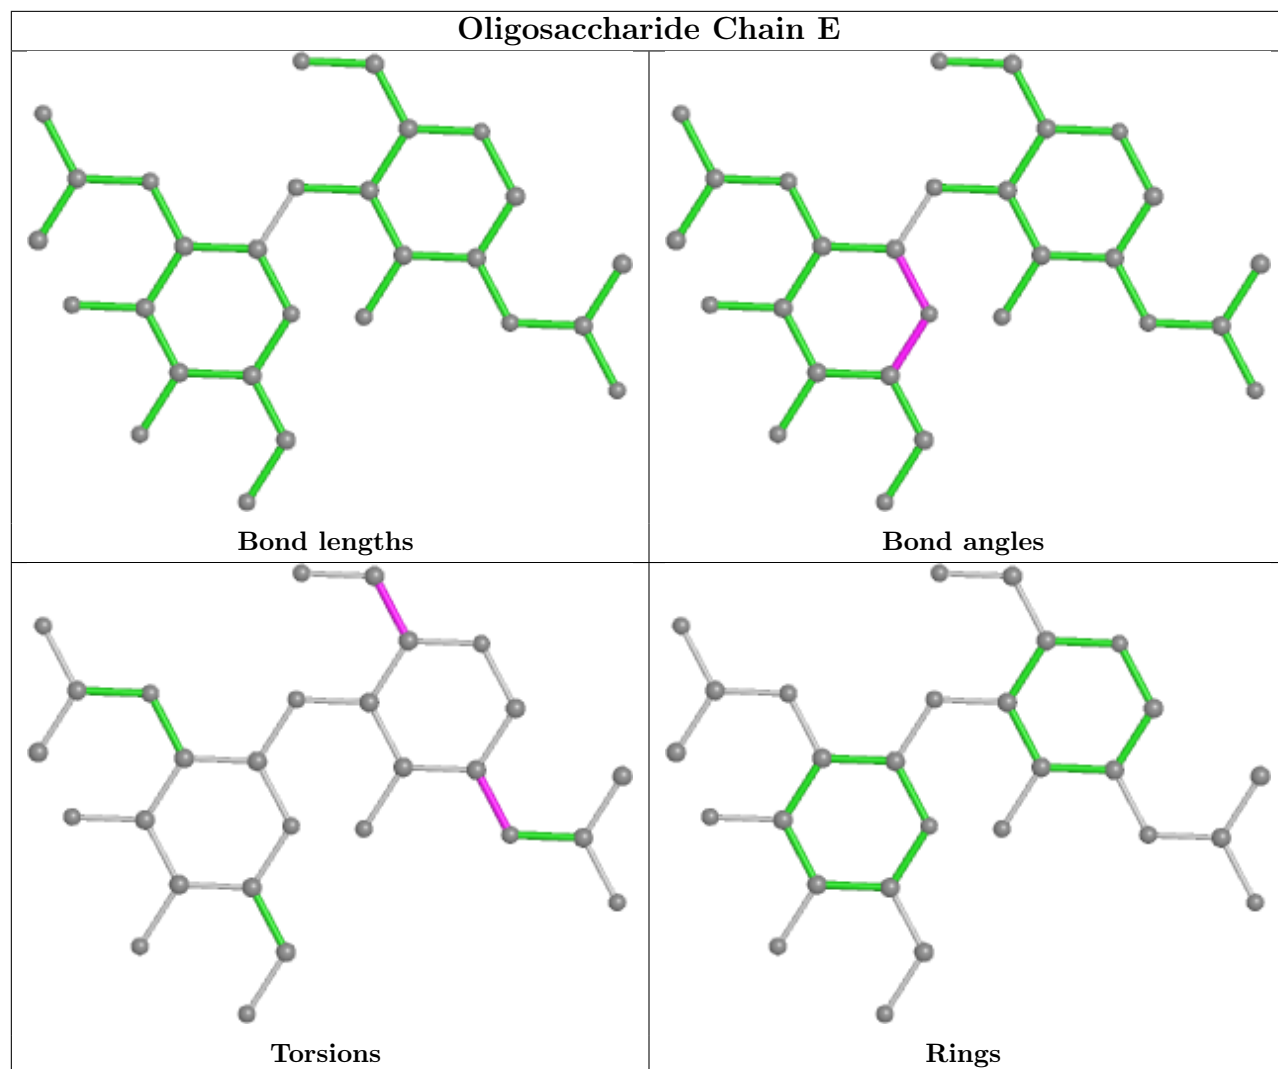 Oligosaccharide Chain E
Bond lengths
Bond angles
Torsions
Rings